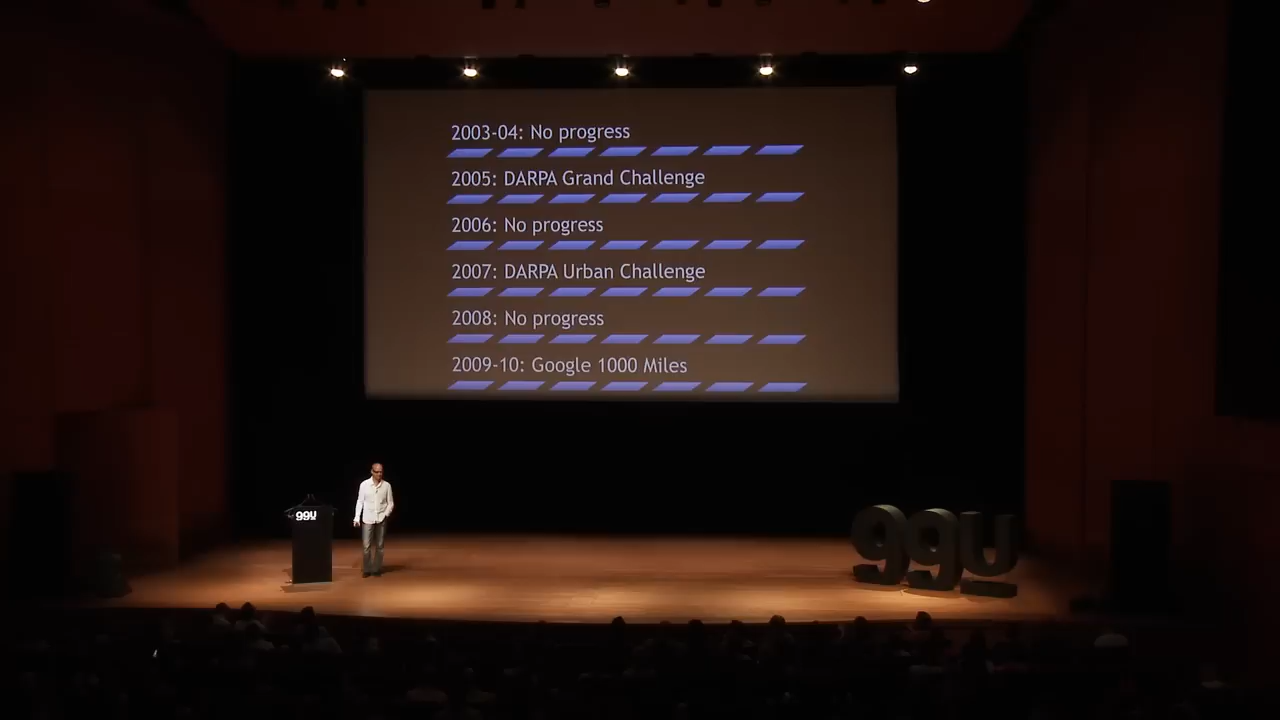 2003-04: No progress
2005: DARPA Grand Challenge
2006: No progress
2007: DARPA Urban Challenge
2008: No progress
2009-10: Google 1000 Miles
99U
99U